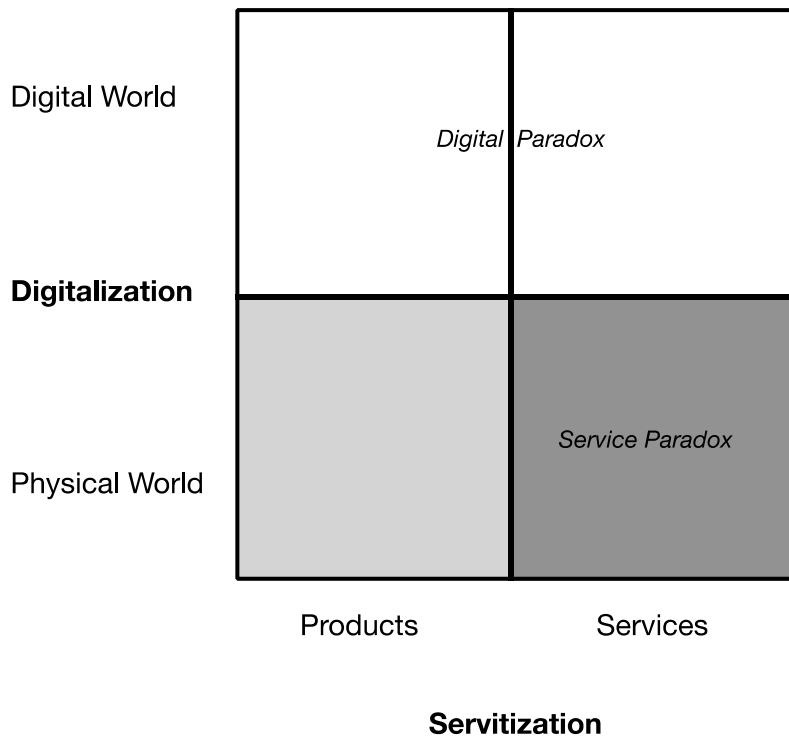 Digital World
Digital Paradox
Digitalization
Service Paradox
Physical World
Products Services
Servitization